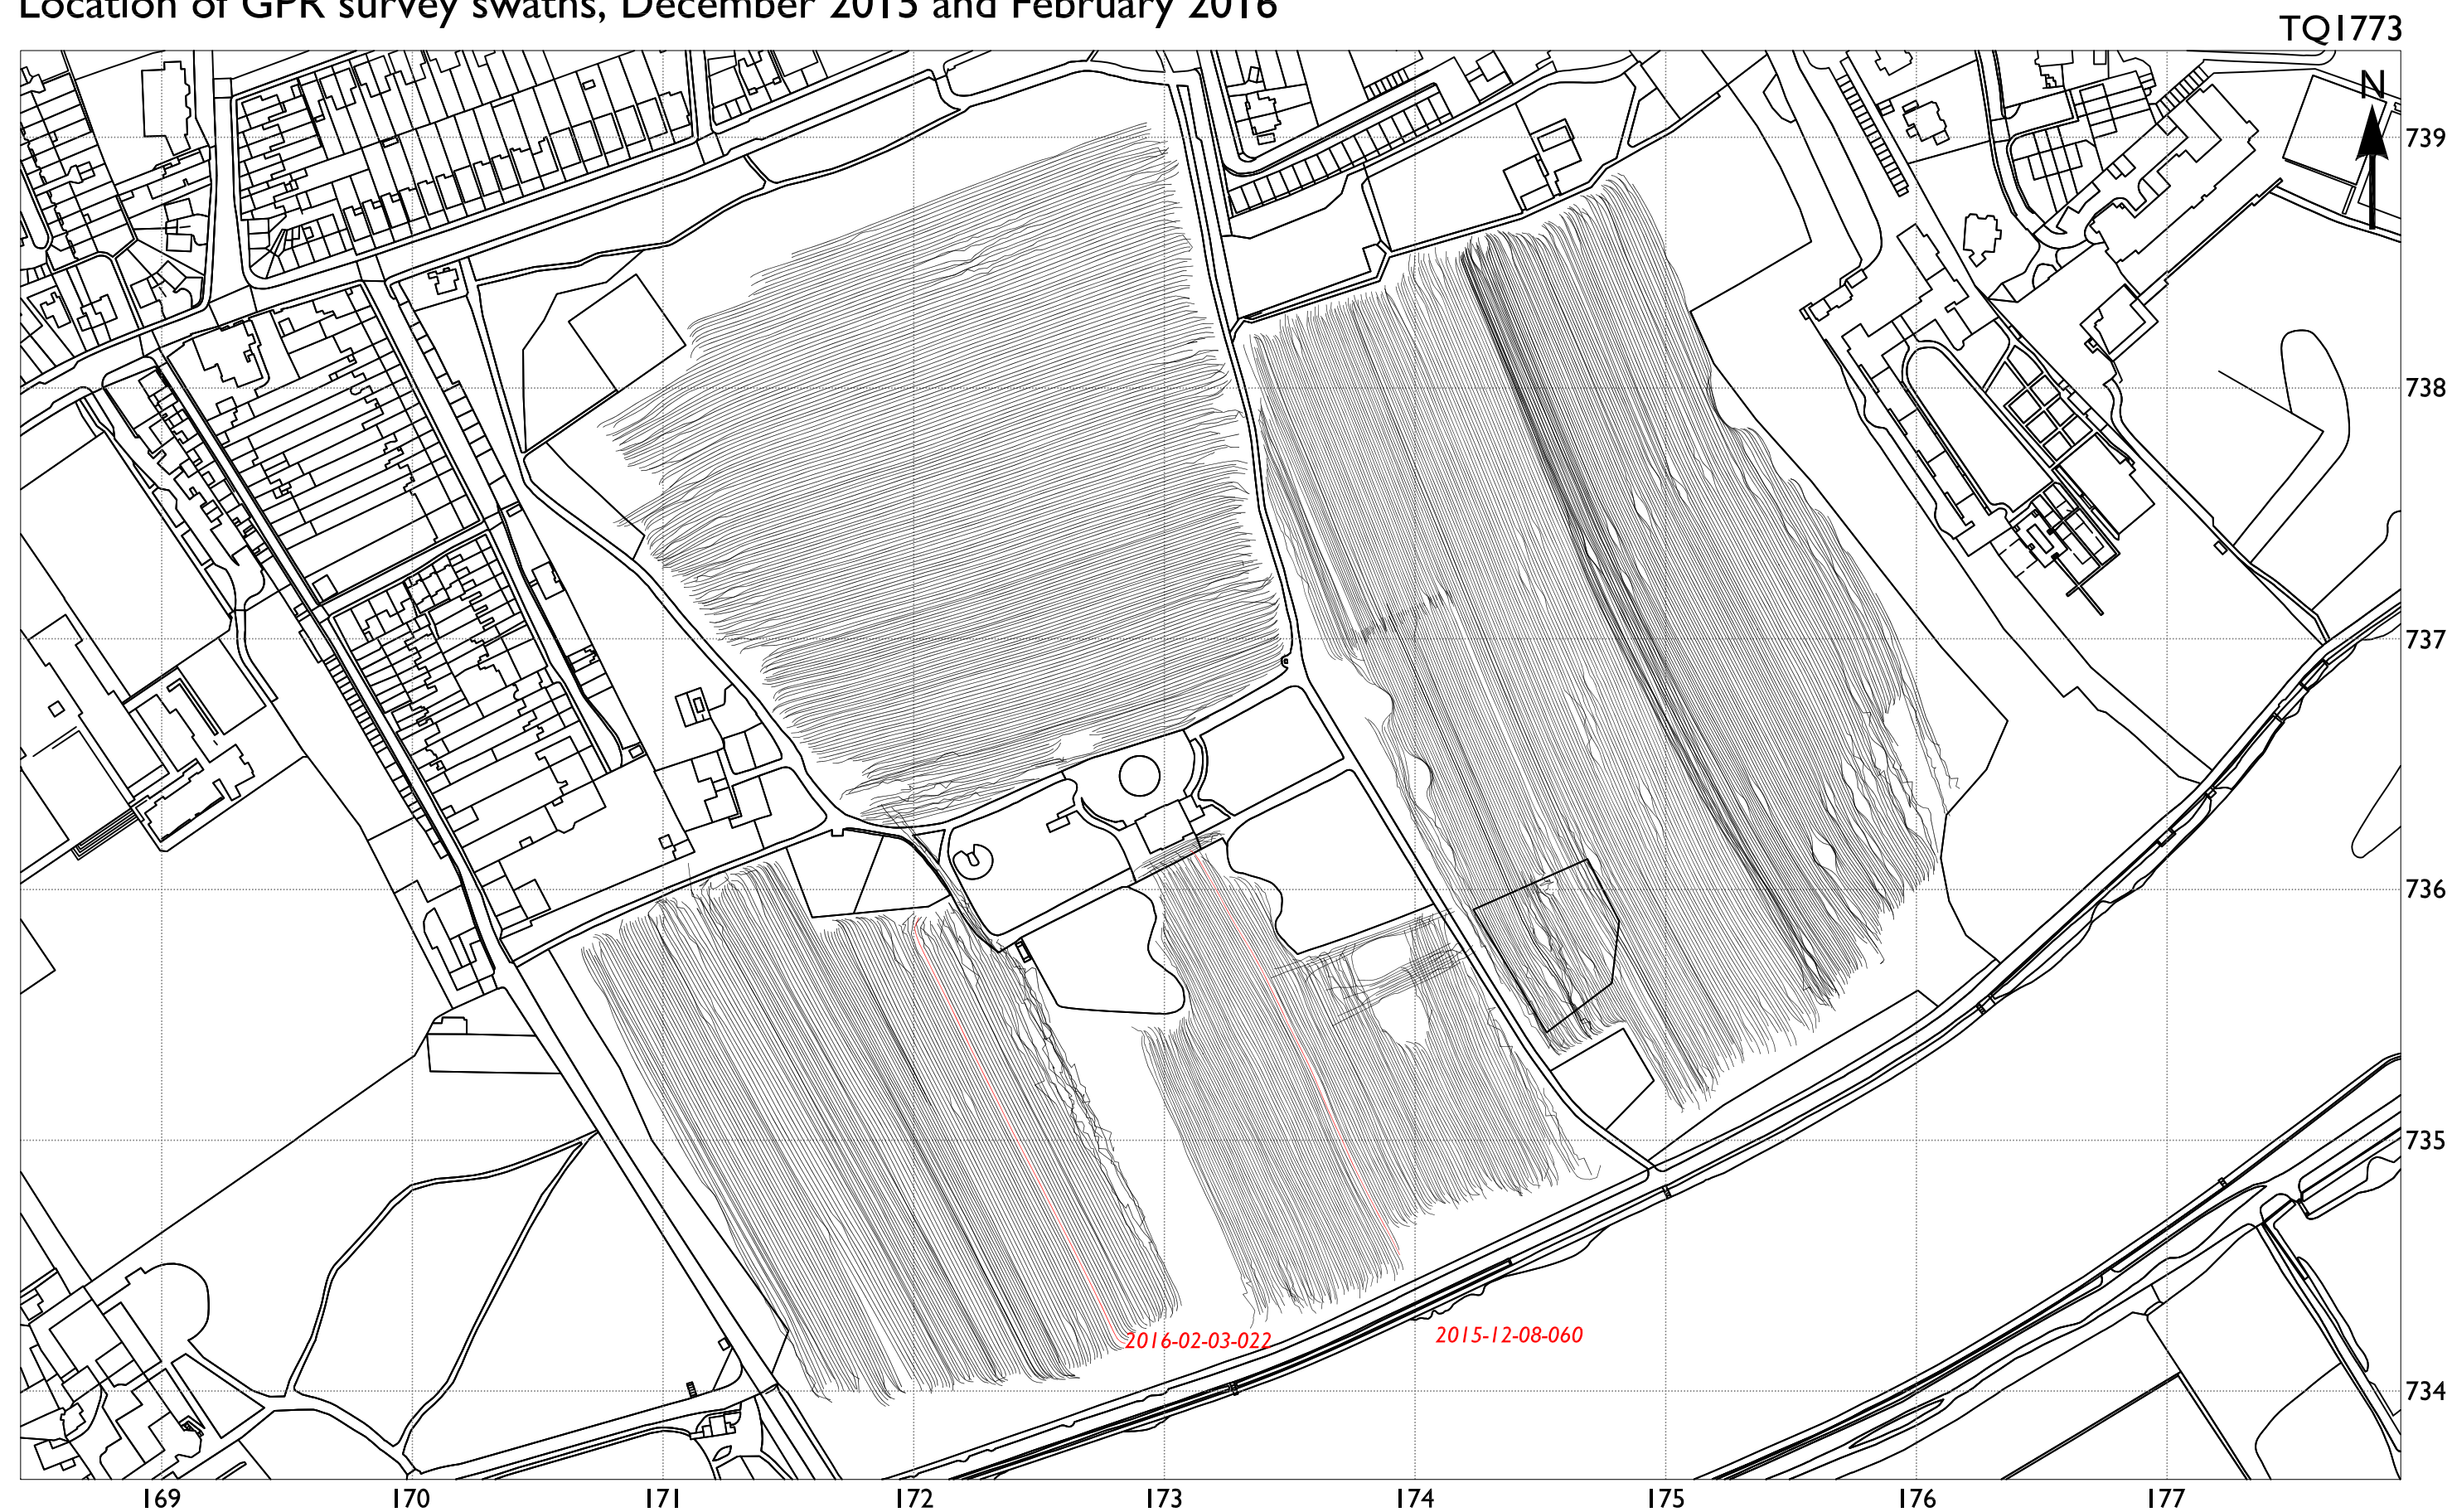 Location of GPR survey swaths, December 2015 and February 2016
TQ1773
N
739
738
737
736
735
734
2016-02-03-022
2015-12-08-060
169 170 171 172 173 174 175 176 177